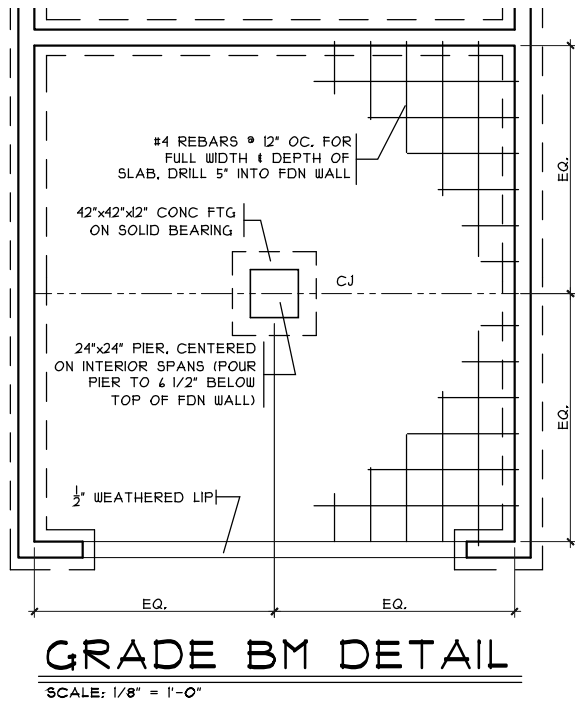 #4 REBARS @ 12" OC. FOR
FULL WIDTH & DEPTH OF
SLAB, DRILL 5" INTO FDN WALL
EQ.
42"x42"x12" CONC FTG
ON SOLID BEARING
CJ
24"x24" PIER, CENTERED
ON INTERIOR SPANS (POUR
PIER TO 6 1/2" BELOW
TOP OF FDN WALL)
EQ.
1/2" WEATHERED LIP
EQ.
EQ.
GRADE BM DETAIL
SCALE: 1/8" = 1'-0"